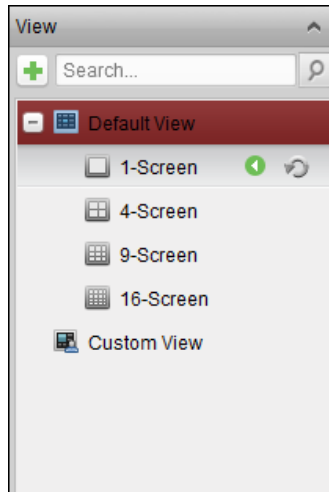 View
Search...
Default View
1-Screen
4-Screen
9-Screen
16-Screen
Custom View